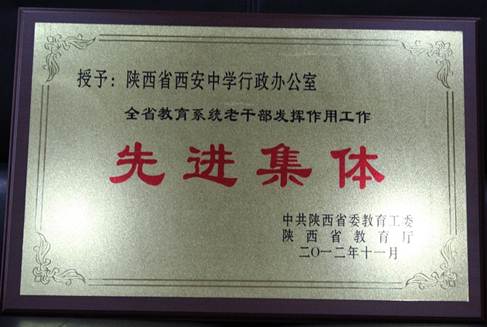 授予：陕西省西安中学行政办公室
全省教育系统老干部发挥作用工作
先进集体
中共陕西省委教育工委
陕西省教育厅
二〇一二年十一月